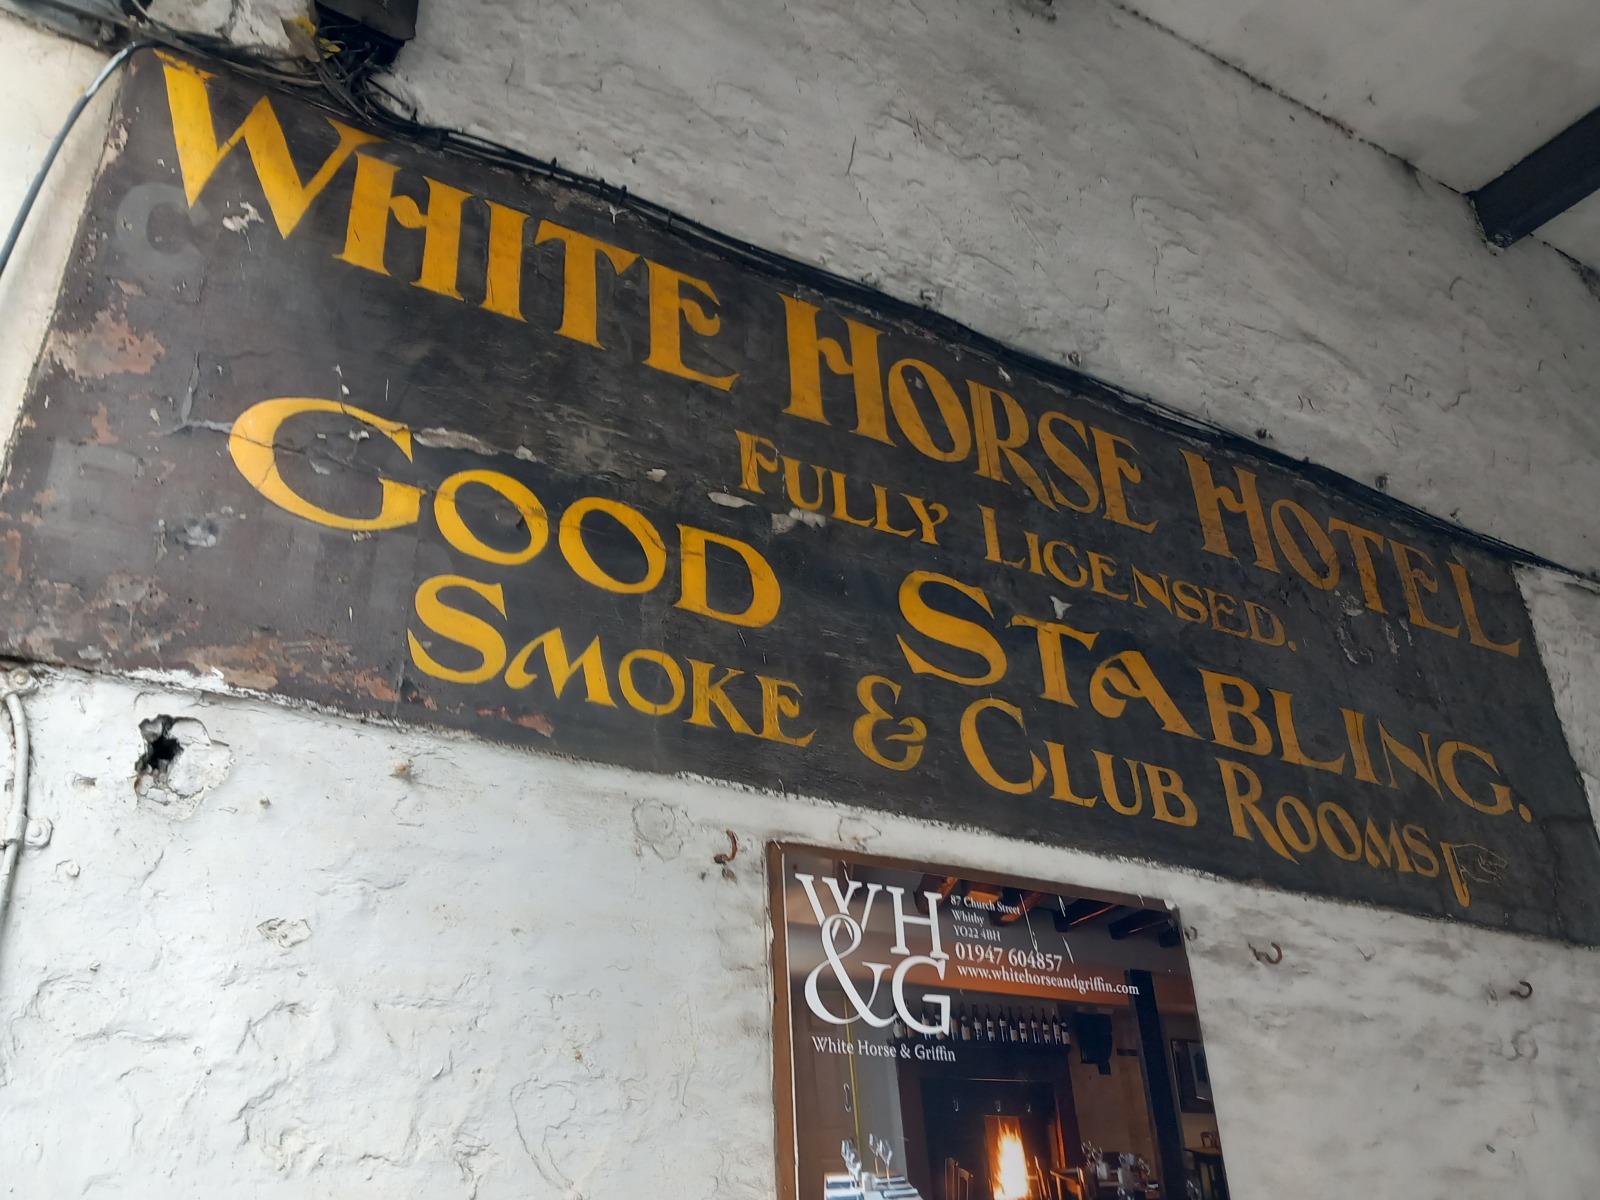 WHITE HORSE HOTEL
FULLY LICENSED.
GOOD STABLING.
SMOKE & CLUB ROOMS
WH
&G
87 Church Street
Whitby
YO22 4BH
01947 604857
www.whitehorseandgriffin.com
White Horse & Griffin